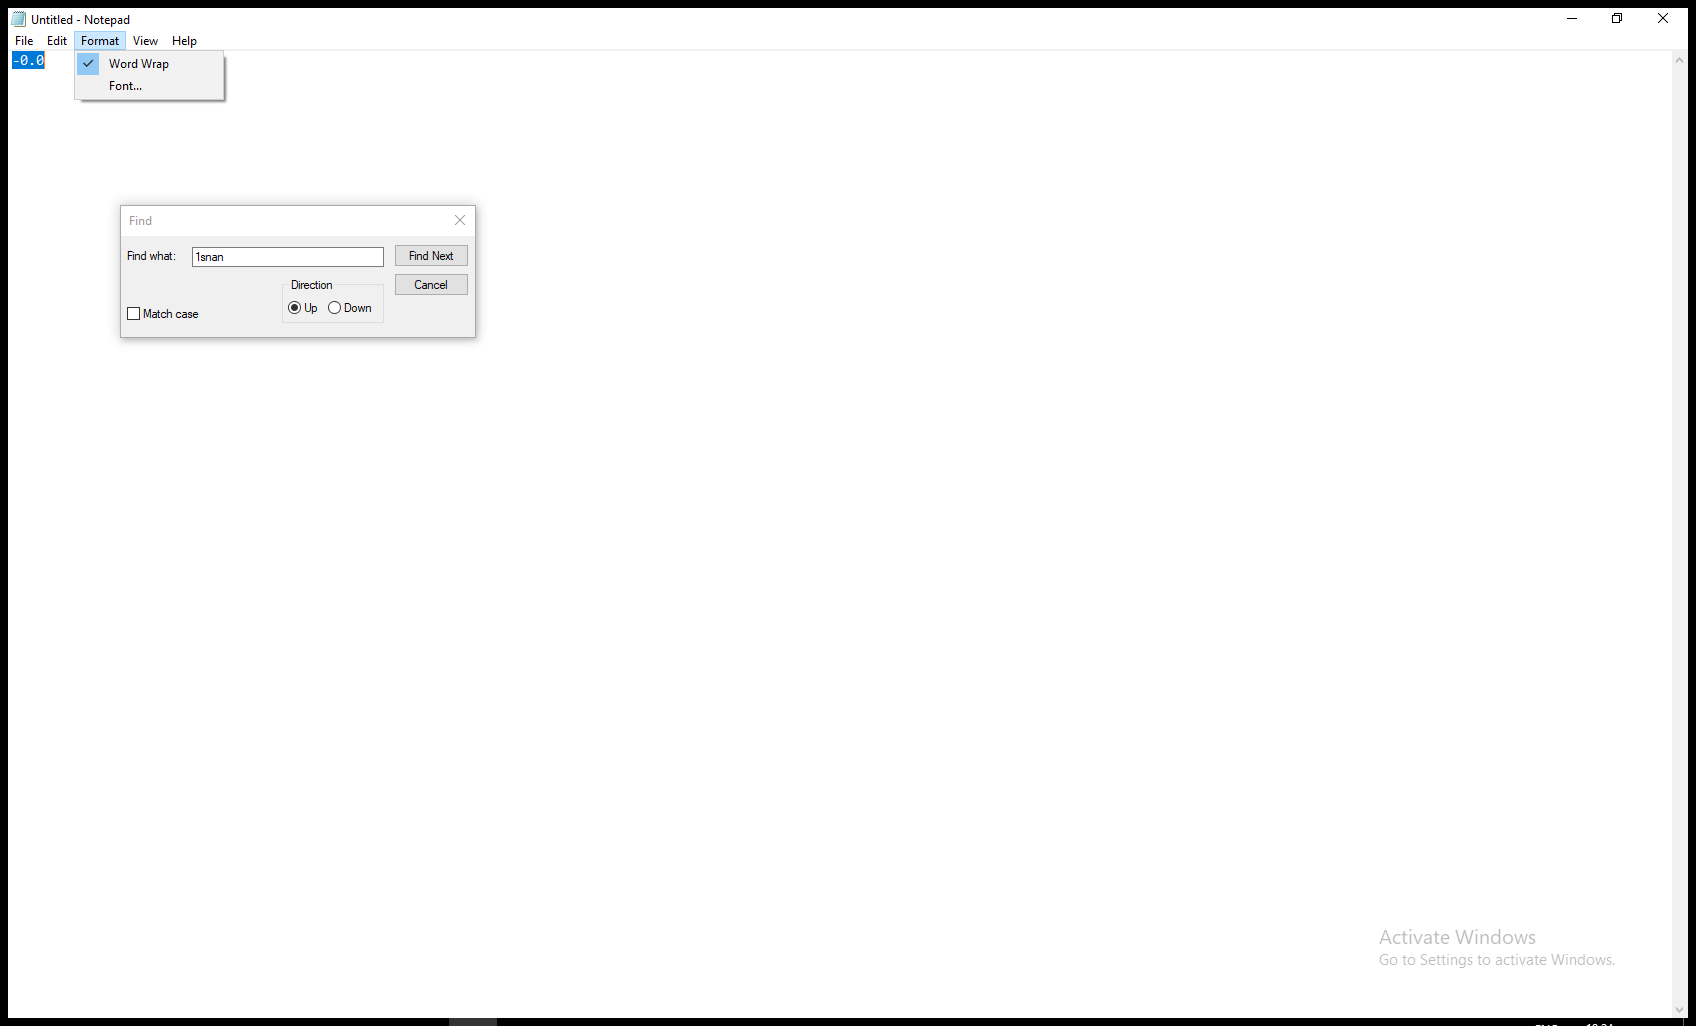 Untitled - Notepad
File Edit Format View Help
-0.0
Word Wrap
Font...
Find
Find what: 1snan Find Next
Direction Cancel
Up Down
Match case
Activate Windows
Go to Settings to activate Windows.